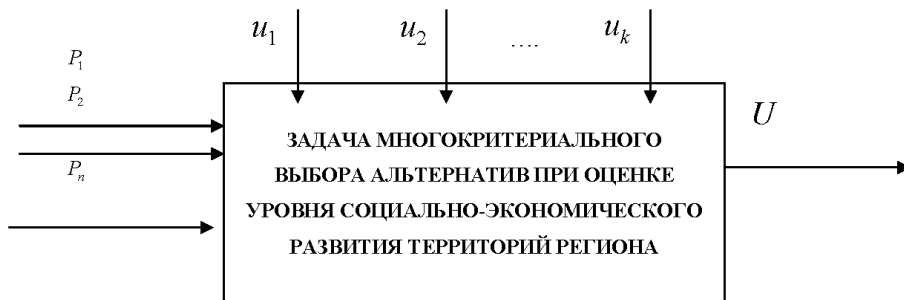 u1 u2 .... uk
P1
P2
U
Pn
ЗАДАЧА МНОГОКРИТЕРИАЛЬНОГО
ВЫБОРА АЛЬТЕРНАТИВ ПРИ ОЦЕНКЕ
УРОВНЯ СОЦИАЛЬНО-ЭКОНОМИЧЕСКОГО
РАЗВИТИЯ ТЕРРИТОРИЙ РЕГИОНА